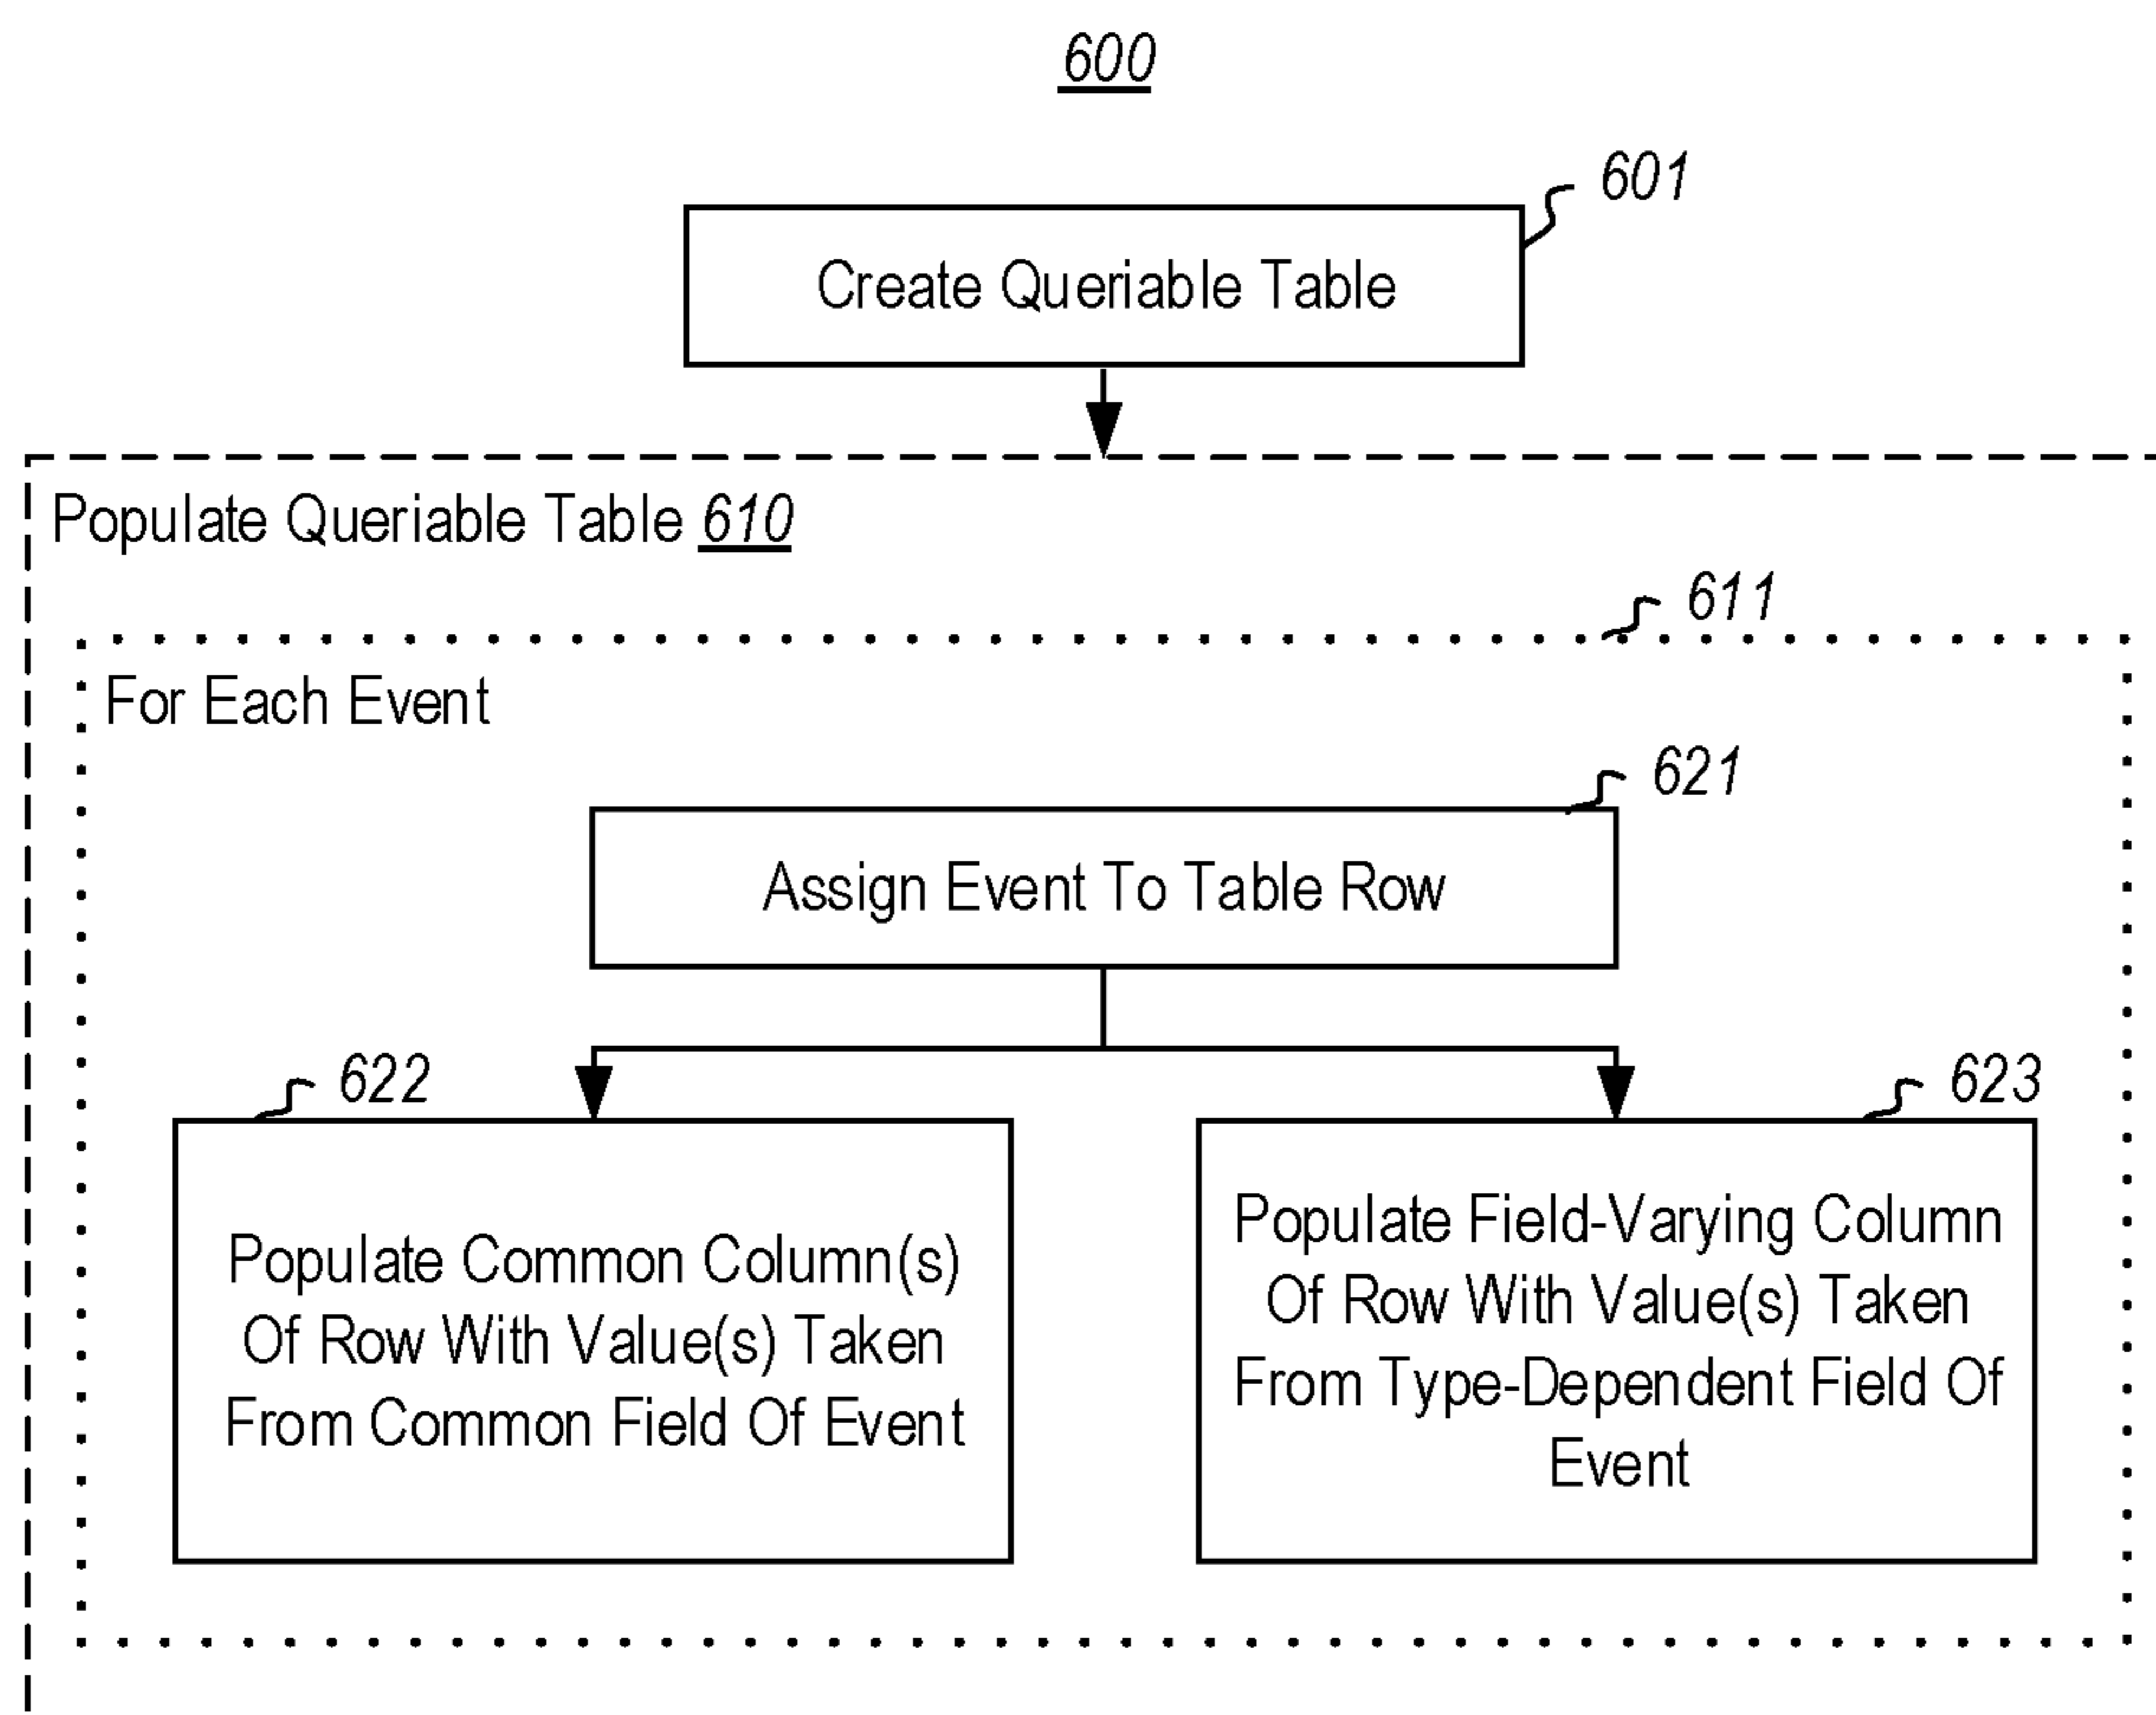 600
601
Create Queriable Table
Populate Queriable Table 610
611
For Each Event
621
Assign Event To Table Row
622
Populate Common Column(s)
Of Row With Value(s) Taken
From Common Field Of Event
623
Populate Field-Varying Column
Of Row With Value(s) Taken
From Type-Dependent Field Of
Event